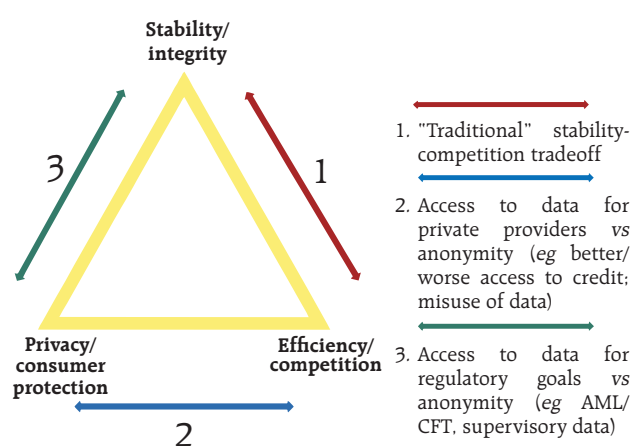 Stability/
integrity
3
1
Privacy/
consumer
protection
Efficiency/
competition
2
1. "Traditional" stability-
competition tradeoff
2. Access to data for
private providers vs
anonymity (eg better/
worse access to credit;
misuse of data)
3. Access to data for
regulatory goals vs
anonymity (eg AML/
CFT, supervisory data)